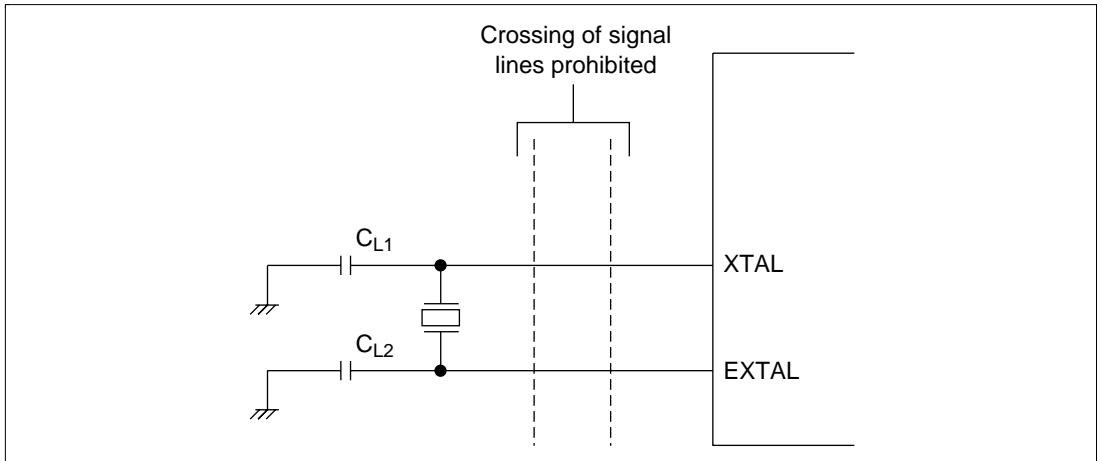 Crossing of signal
lines prohibited
CL1
XTAL
CL2
EXTAL